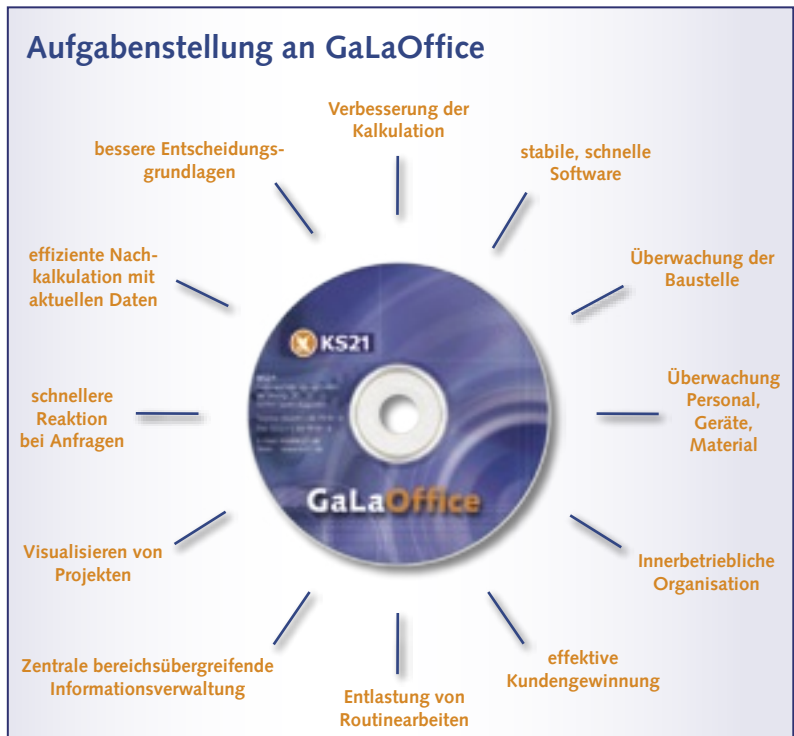 Aufgabenstellung an GaLaOffice
Verbesserung der
Kalkulation
stabile, schnelle
Software
Überwachung der
Baustelle
Überwachung
Personal,
Geräte,
Material
Innerbetriebliche
Organisation
effektive
Kundengewinnung
Entlastung von
Routinearbeiten
Zentrale bereichsübergreifende
Informationsverwaltung
Visualisieren von
Projekten
schnellere
Reaktion
bei Anfragen
effiziente Nach-
kalkulation mit
aktuellen Daten
bessere Entscheidungs-
grundlagen
KS21
GaLaOffice